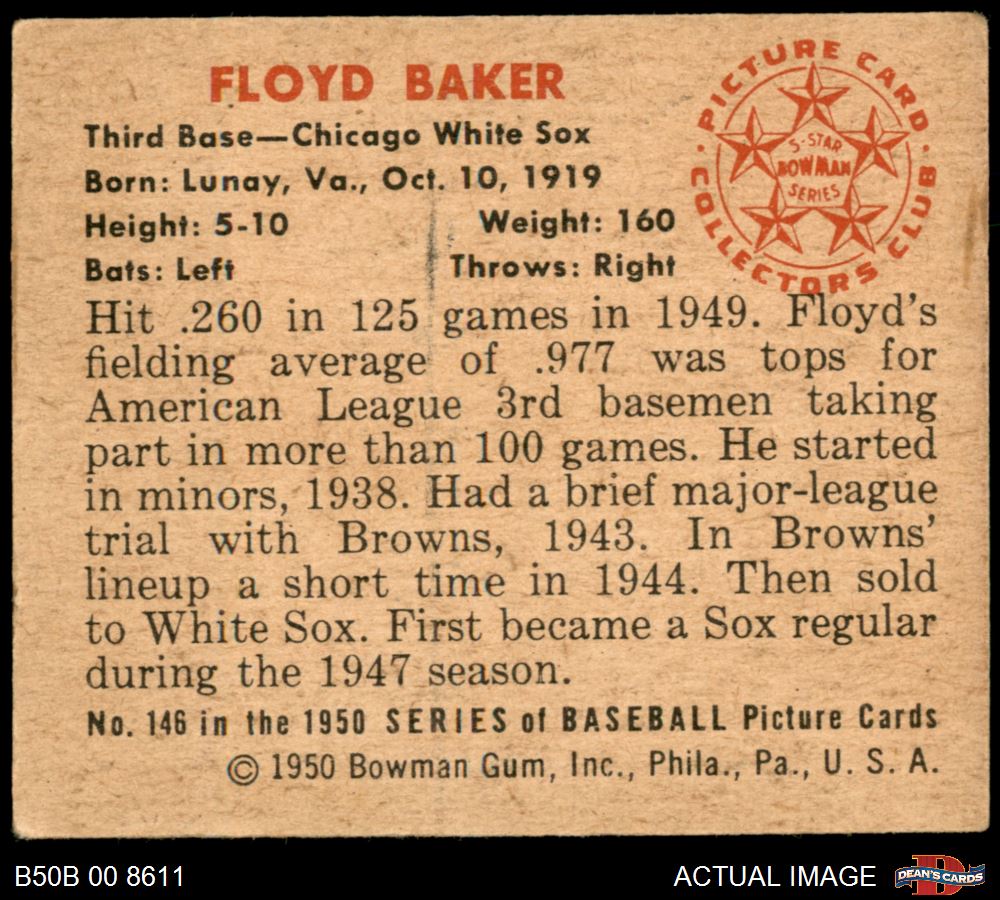 FLOYD BAKER
Third Base—Chicago White Sox
Born: Lunay, Va., Oct. 10, 1919
Height: 5-10 Weight: 160
Bats: Left Throws: Right
PICTURE CARD
COLLECTORS CLUB
5-STAR
BOWMAN
SERIES
Hit .260 in 125 games in 1949. Floyd's
fielding average of .977 was tops for
American League 3rd basemen taking
part in more than 100 games. He started
in minors, 1938. Had a brief major-league
trial with Browns, 1943. In Browns'
lineup a short time in 1944. Then sold
to White Sox. First became a Sox regular
during the 1947 season.
No. 146 in the 1950 SERIES of BASEBALL Picture Cards
© 1950 Bowman Gum, Inc., Phila., Pa., U. S. A.
B50B 00 8611
ACTUAL IMAGE
D
DEAN'S CARDS